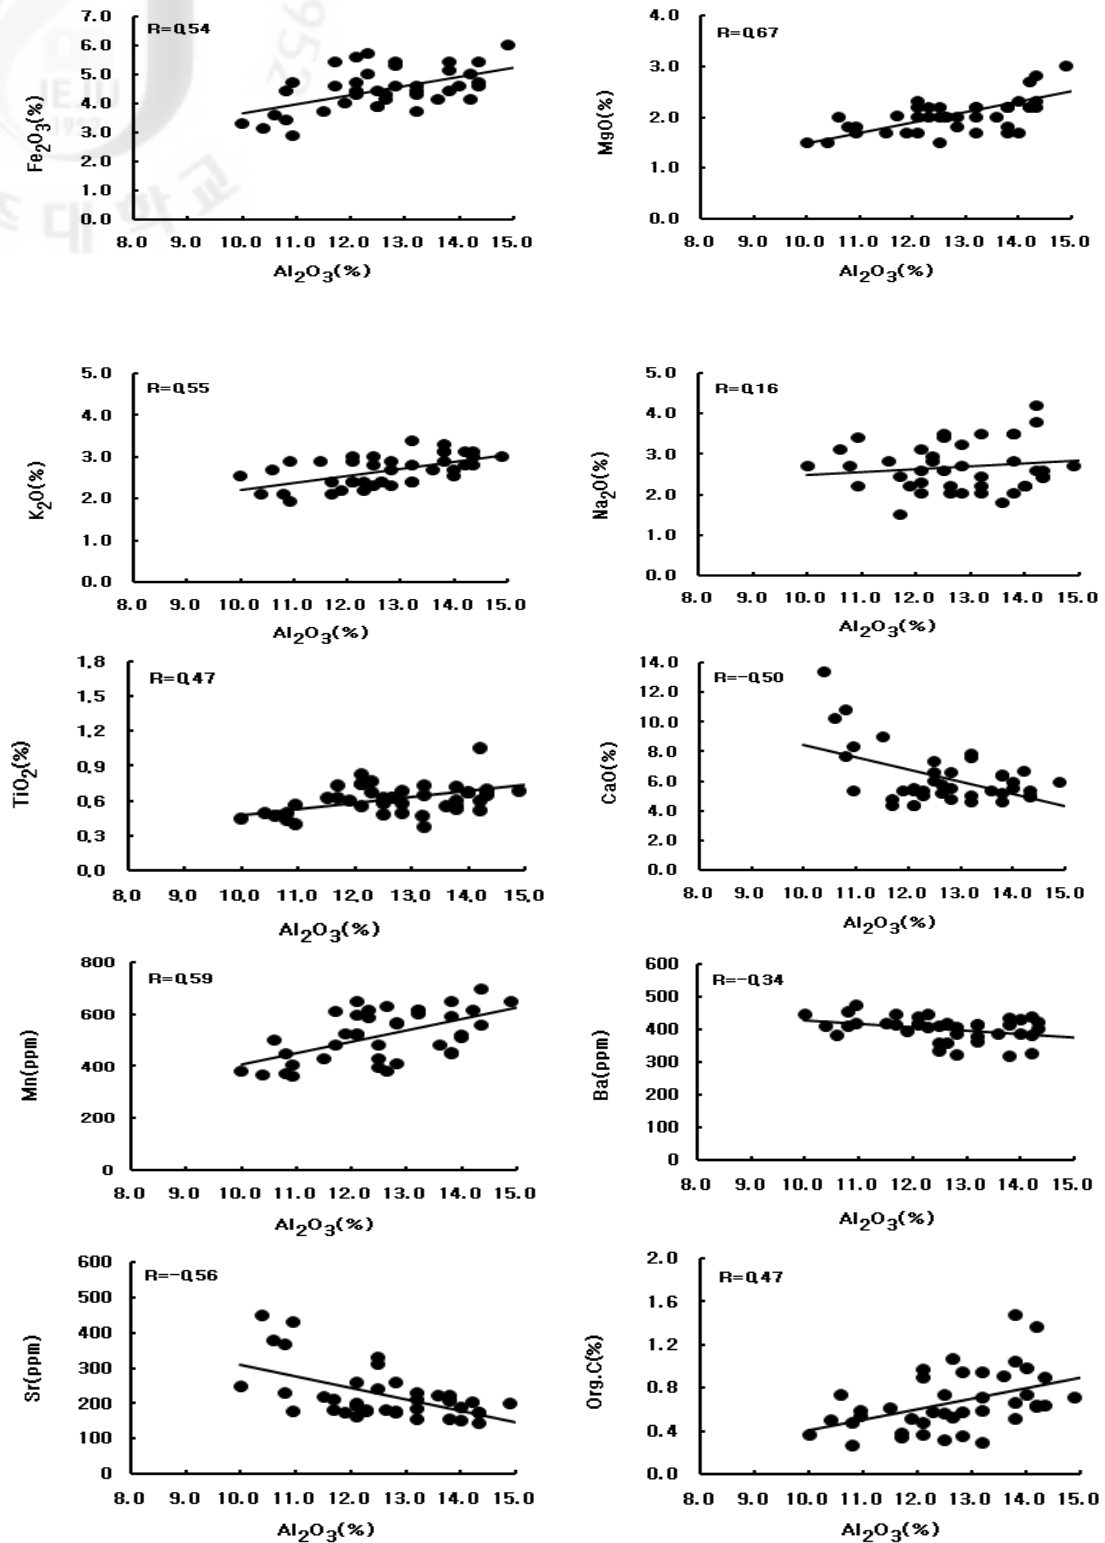 R=0.54
7.0
6.0
5.0
4.0
3.0
2.0
1.0
0.0
Fe2O3(%)
8.0 9.0 10.0 11.0 12.0 13.0 14.0 15.0
Al2O3(%)
R=0.67
4.0
3.0
2.0
1.0
0.0
MgO(%)
8.0 9.0 10.0 11.0 12.0 13.0 14.0 15.0
Al2O3(%)
R=0.55
5.0
4.0
3.0
2.0
1.0
0.0
K2O(%)
8.0 9.0 10.0 11.0 12.0 13.0 14.0 15.0
Al2O3(%)
R=0.16
5.0
4.0
3.0
2.0
1.0
0.0
Na2O(%)
8.0 9.0 10.0 11.0 12.0 13.0 14.0 15.0
Al2O3(%)
R=0.47
1.8
1.5
1.2
0.9
0.6
0.3
0.0
TiO2(%)
8.0 9.0 10.0 11.0 12.0 13.0 14.0 15.0
Al2O3(%)
R=-0.50
14.0
12.0
10.0
8.0
6.0
4.0
2.0
0.0
CaO(%)
8.0 9.0 10.0 11.0 12.0 13.0 14.0 15.0
Al2O3(%)
R=0.59
800
600
400
200
0
Mn(ppm)
8.0 9.0 10.0 11.0 12.0 13.0 14.0 15.0
Al2O3(%)
R=-0.34
600
500
400
300
200
100
0
Ba(ppm)
8.0 9.0 10.0 11.0 12.0 13.0 14.0 15.0
Al2O3(%)
R=-0.56
600
500
400
300
200
100
0
Sr(ppm)
8.0 9.0 10.0 11.0 12.0 13.0 14.0 15.0
Al2O3(%)
R=0.47
2.0
1.6
1.2
0.8
0.4
0.0
Org.C(%)
8.0 9.0 10.0 11.0 12.0 13.0 14.0 15.0
Al2O3(%)
JEJU
1952
952
대학교